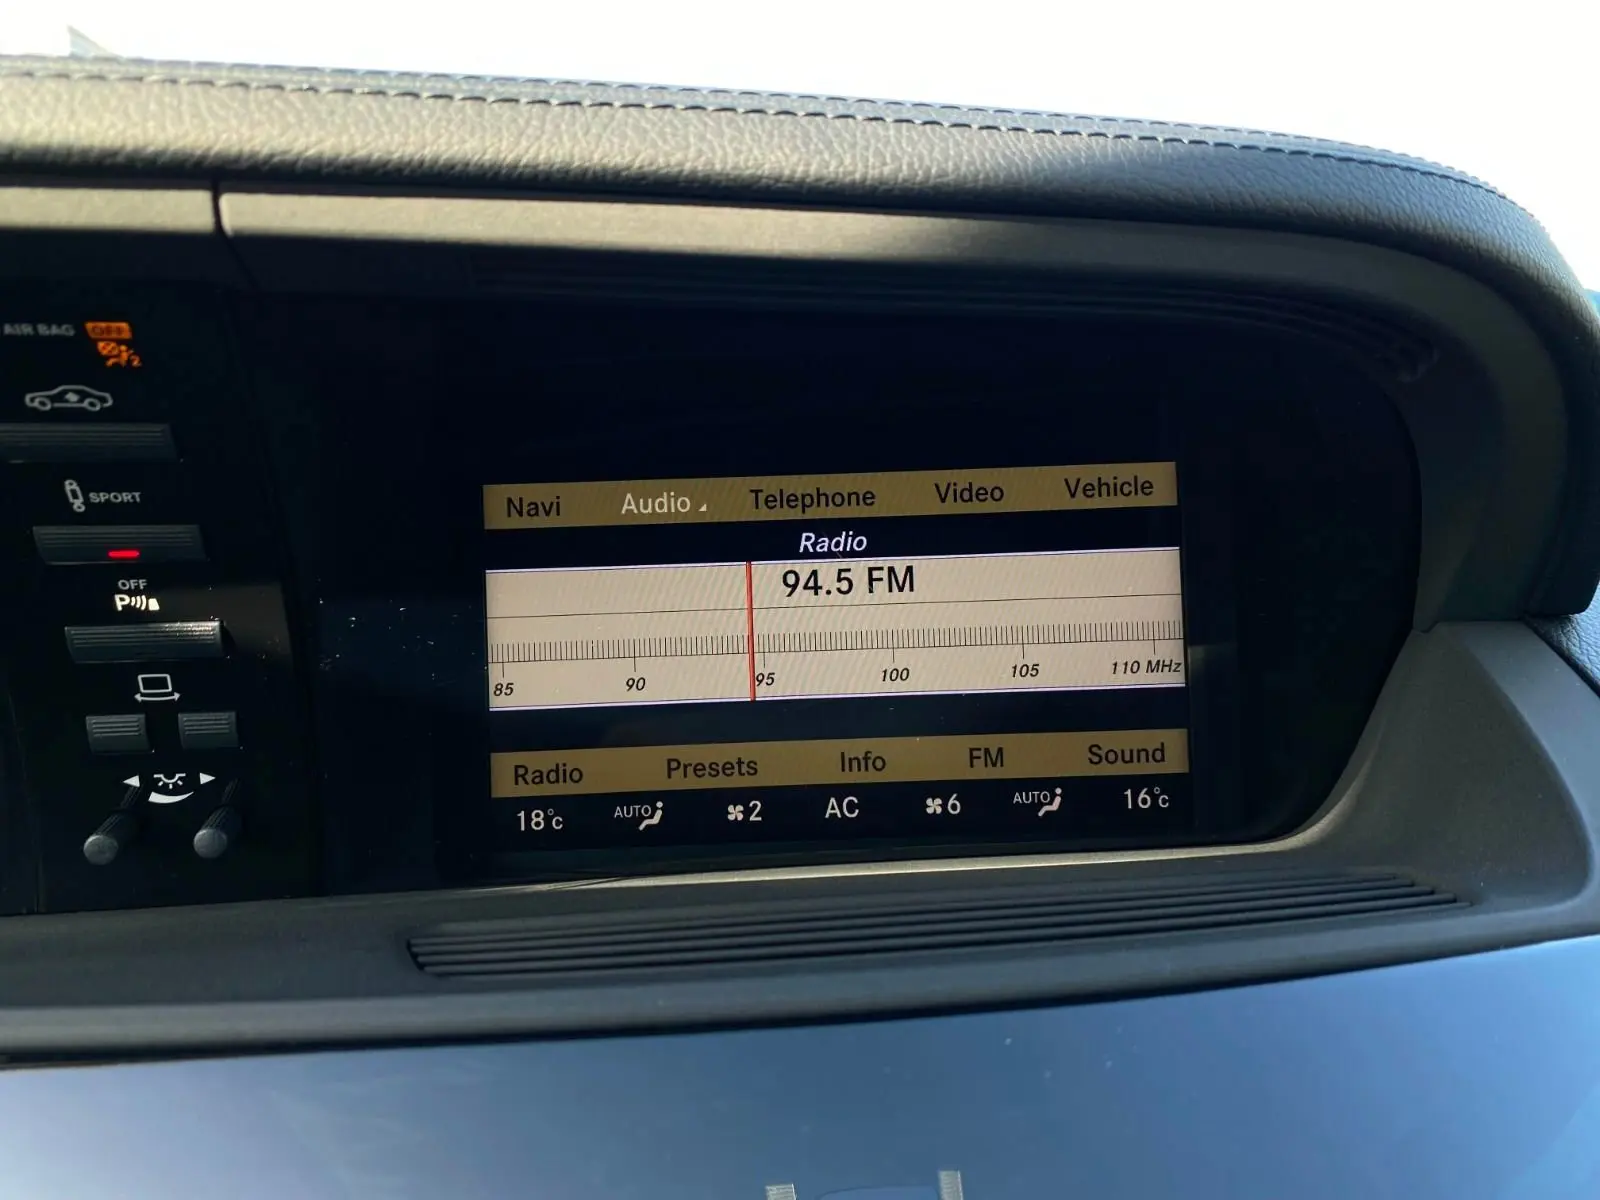 AIR BAG OFF
2
SPORT
OFF
P
Navi Audio Telephone Video Vehicle
Radio
94.5 FM
85 90 95 100 105 110 MHz
Radio Presets Info FM Sound
18°C AUTO 2 AC 6 AUTO 16°C